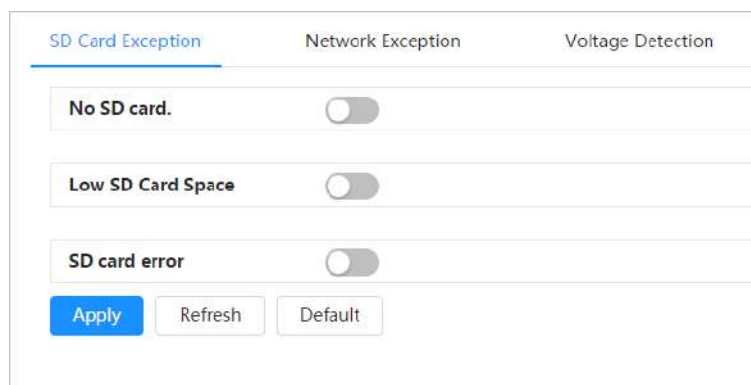 SD Card Exception Network Exception Voltage Detection
No SD card.
Low SD Card Space
SD card error
Apply Refresh Default